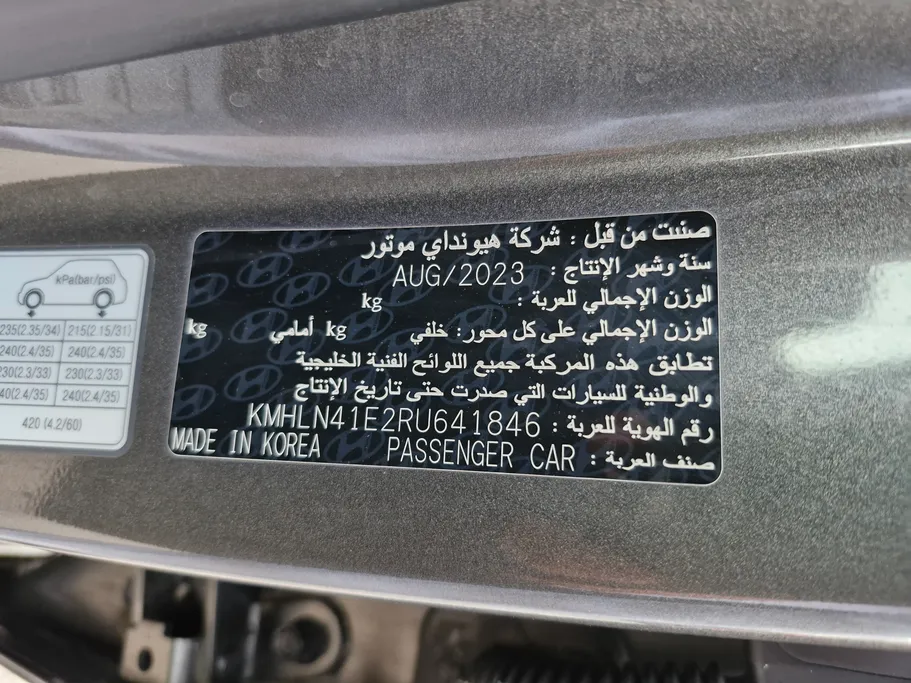 صنعت من قبل : شركة هيونداي موتور
سنة وشهر الإنتاج : AUG/2023
الوزن الإجمالي للعربة : kg
الوزن الإجمالي على كل محور: خلفي kg أمامي kg
تطابق هذه المركبة جميع اللوائح الفنية الخليجية
والوطنية للسيارات التي صدرت حتى تاريخ الإنتاج
رقم الهوية للعربة : KMHLN41E2RU641846
صنف العربة : PASSENGER CAR MADE IN KOREA
kPa(bar/psi)
235(2.35/34) 215(2.15/31)
240(2.4/35) 240(2.4/35)
230(2.3/33) 230(2.3/33)
240(2.4/35) 240(2.4/35)
420 (4.2/60)